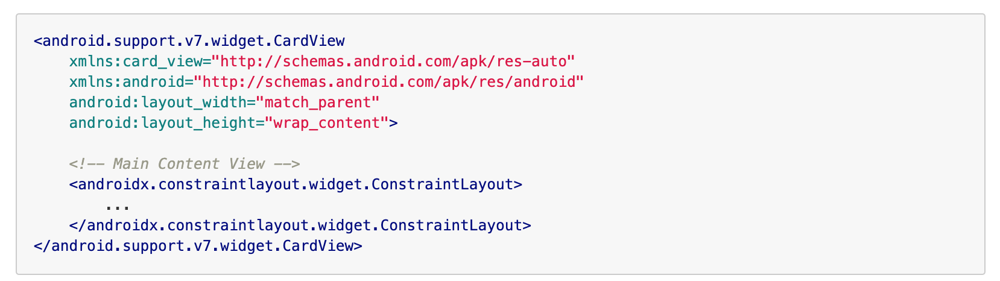 <android.support.v7.widget.CardView
    xmlns:card_view="http://schemas.android.com/apk/res-auto"
    xmlns:android="http://schemas.android.com/apk/res/android"
    android:layout_width="match_parent"
    android:layout_height="wrap_content">

    <!-- Main Content View -->
    <androidx.constraintlayout.widget.ConstraintLayout>
        ...
    </androidx.constraintlayout.widget.ConstraintLayout>
</android.support.v7.widget.CardView>